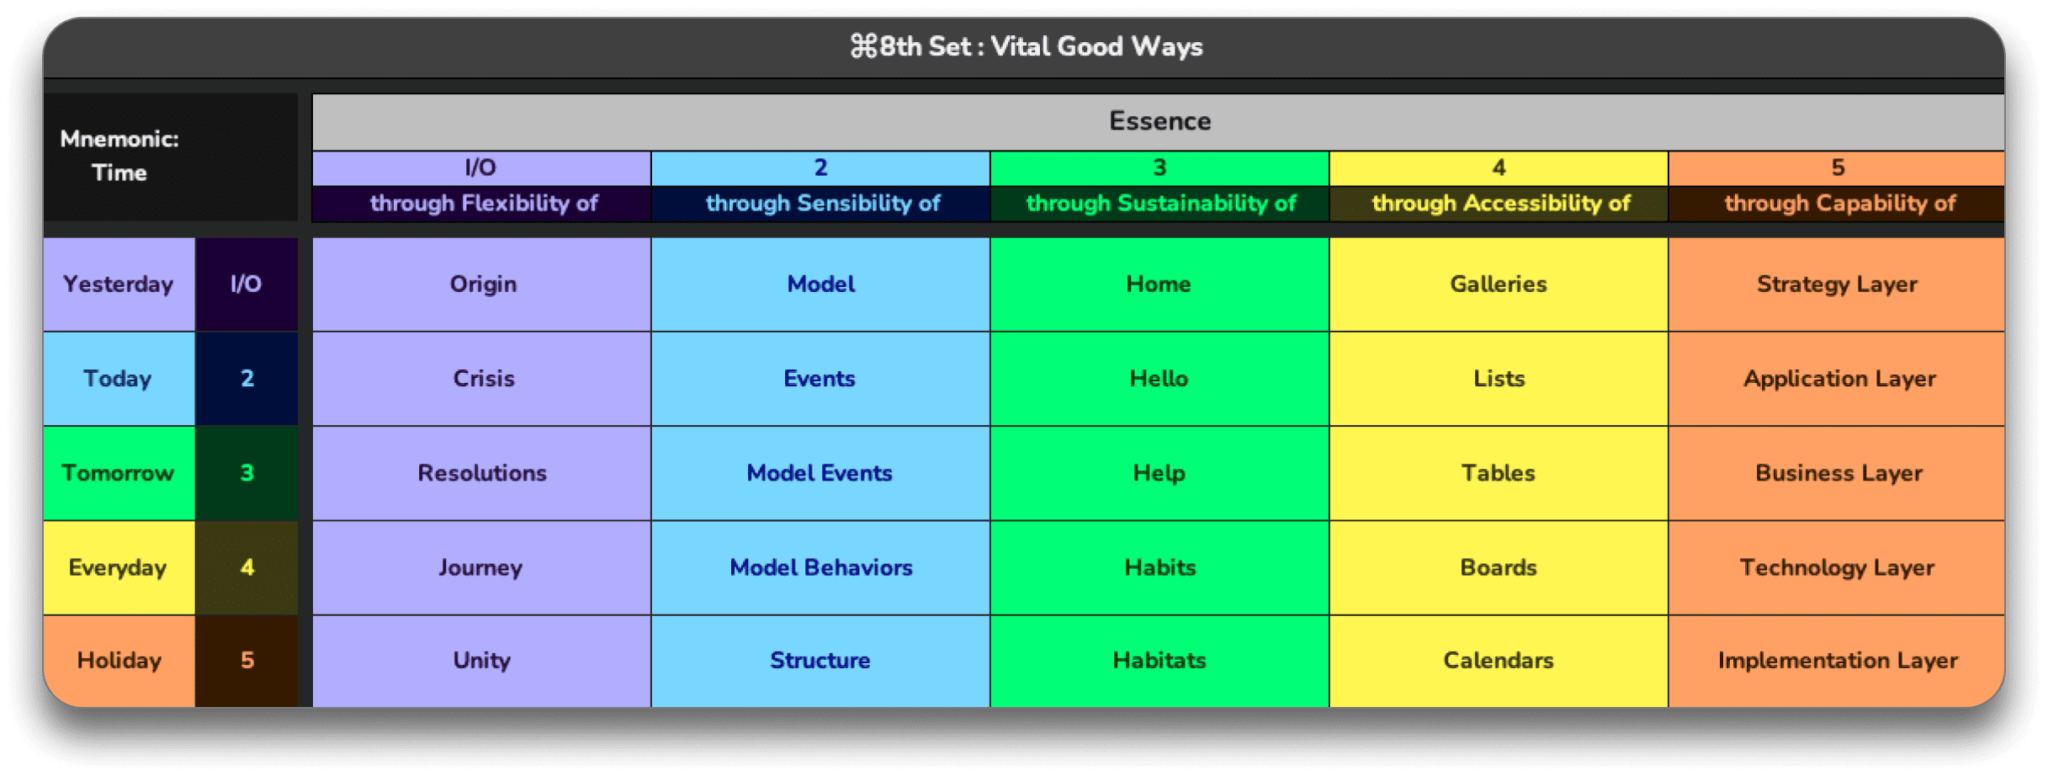 ⌘8th Set : Vital Good Ways
Mnemonic:
Time
Essence
I/O 2 3 4 5
through Flexibility of through Sensibility of through Sustainability of through Accessibility of through Capability of
Yesterday I/O Origin Model Home Galleries Strategy Layer
Today 2 Crisis Events Hello Lists Application Layer
Tomorrow 3 Resolutions Model Events Help Tables Business Layer
Everyday 4 Journey Model Behaviors Habits Boards Technology Layer
Holiday 5 Unity Structure Habitats Calendars Implementation Layer